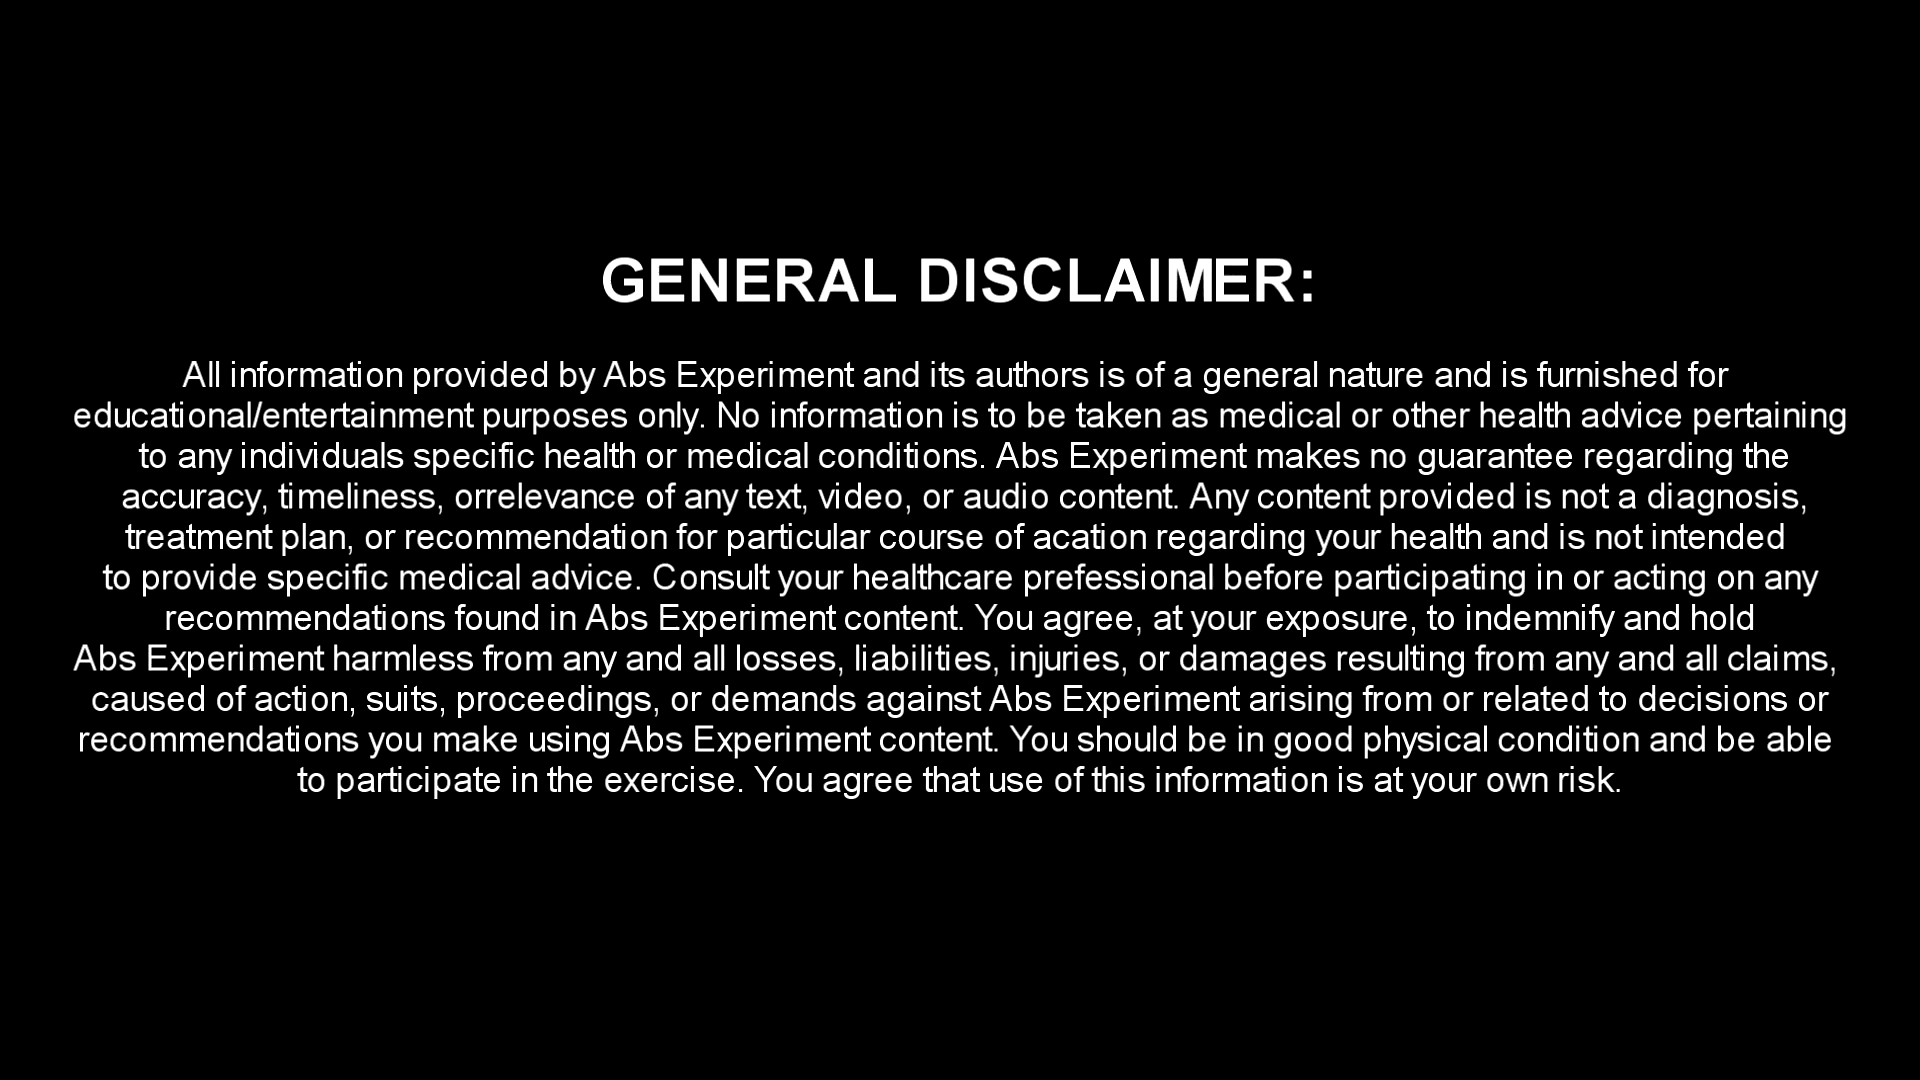 GENERAL DISCLAIMER:
All information provided by Abs Experiment and its authors is of a general nature and is furnished for
educational/entertainment purposes only. No information is to be taken as medical or other health advice pertaining
to any individuals specific health or medical conditions. Abs Experiment makes no guarantee regarding the
accuracy, timeliness, orrelevance of any text, video, or audio content. Any content provided is not a diagnosis,
treatment plan, or recommendation for particular course of acation regarding your health and is not intended
to provide specific medical advice. Consult your healthcare prefessional before participating in or acting on any
recommendations found in Abs Experiment content. You agree, at your exposure, to indemnify and hold
Abs Experiment harmless from any and all losses, liabilities, injuries, or damages resulting from any and all claims,
caused of action, suits, proceedings, or demands against Abs Experiment arising from or related to decisions or
recommendations you make using Abs Experiment content. You should be in good physical condition and be able
to participate in the exercise. You agree that use of this information is at your own risk.